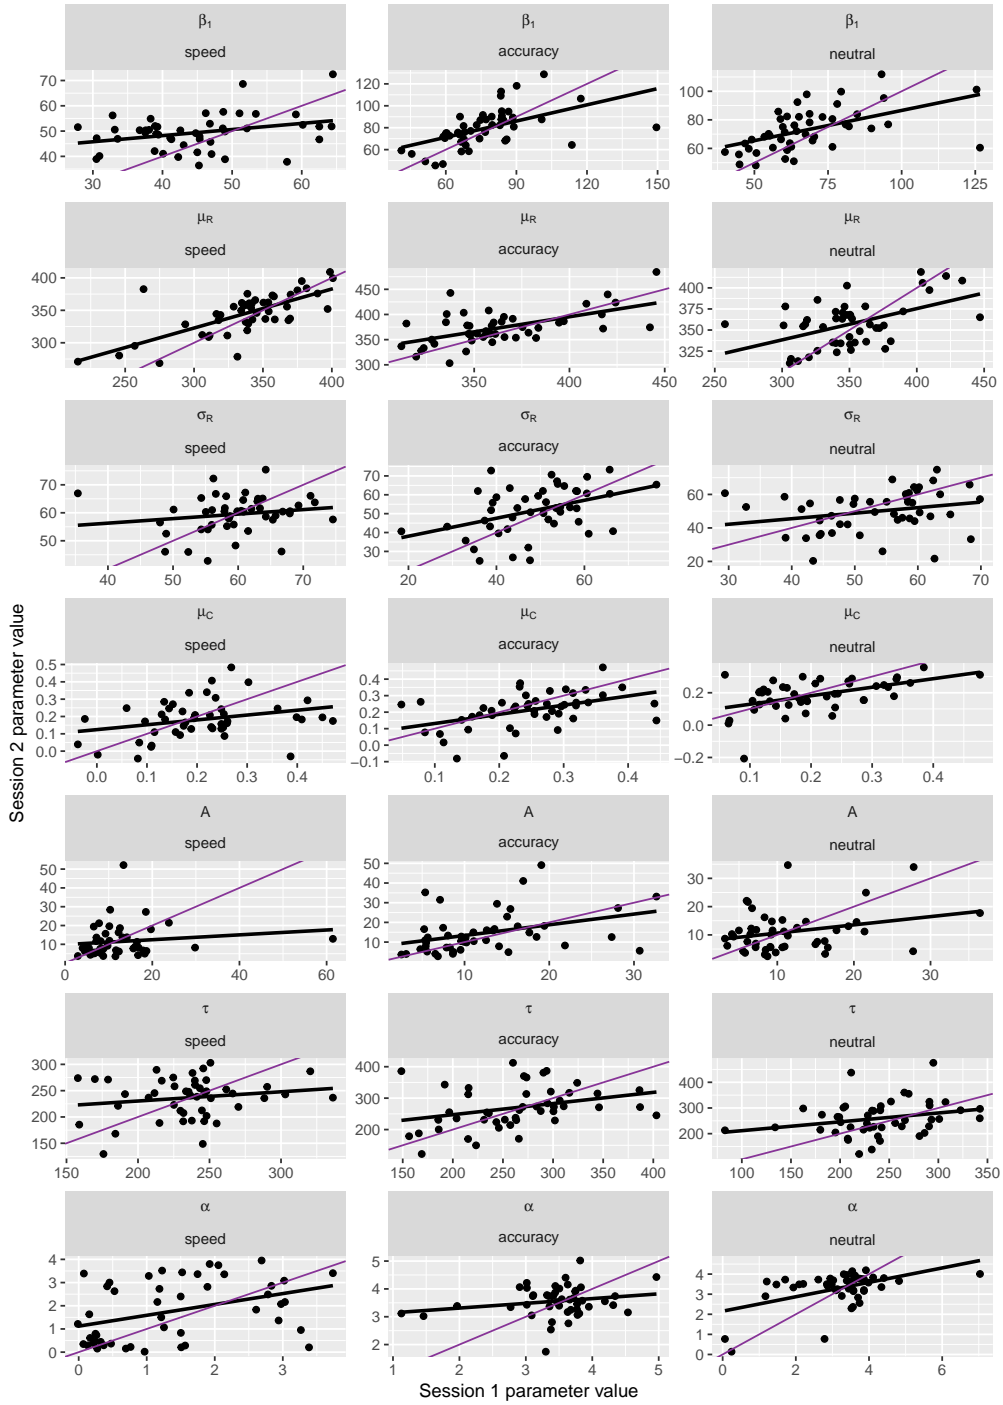 β1 β1 β1
speed accuracy neutral
70 60 50 40
120 100 80 60
100 80 60
30 40 50 60
60 90 120 150
50 75 100 125
μR μR μR
speed accuracy neutral
400 350 300
450 400 350 300
400 375 350 325
250 300 350 400
350 400 450
250 300 350 400 450
σR σR σR
speed accuracy neutral
70 60 50
70 60 50 40 30
60 40 20
40 50 60 70
20 40 60
30 40 50 60 70
μC μC μC
speed accuracy neutral
0.5 0.4 0.3 0.2 0.1 0.0
0.4 0.3 0.2 0.1 0.0 −0.1
0.2 0.0 −0.2
0.0 0.1 0.2 0.3 0.4
0.1 0.2 0.3 0.4
0.1 0.2 0.3 0.4
Session 2 parameter value
A A A
speed accuracy neutral
50 40 30 20 10
50 40 30 20 10
30 20 10
0 20 40 60
10 20 30
10 20 30
τ τ τ
speed accuracy neutral
300 250 200 150
400 300 200
400 300 200
150 200 250 300
150 200 250 300 350 400
100 150 200 250 300 350
α α α
speed accuracy neutral
4 3 2 1 0
5 4 3 2
4 3 2 1 0
0 1 2 3
1 2 3 4 5
0 2 4 6
Session 1 parameter value